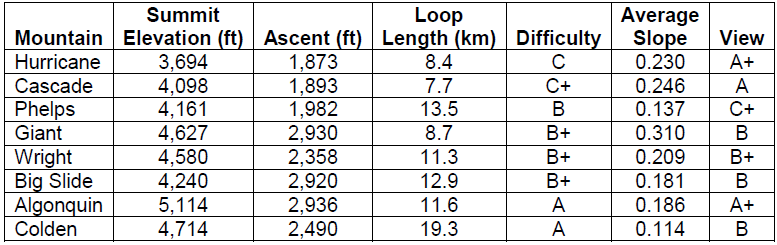 Mountain Summit Elevation (ft) Ascent (ft) Loop Length (km) Difficulty Average Slope View
Hurricane 3,694 1,873 8.4 C 0.230 A+
Cascade 4,098 1,893 7.7 C+ 0.246 A
Phelps 4,161 1,982 13.5 B 0.137 C+
Giant 4,627 2,930 8.7 B+ 0.310 B
Wright 4,580 2,358 11.3 B+ 0.209 B+
Big Slide 4,240 2,920 12.9 B+ 0.181 B
Algonquin 5,114 2,936 11.6 A 0.186 A+
Colden 4,714 2,490 19.3 A 0.114 B